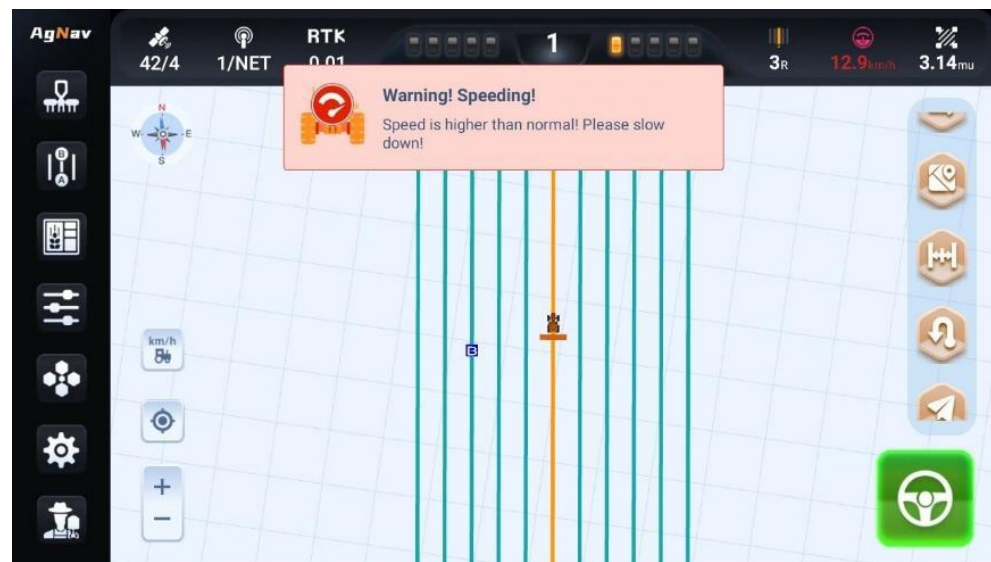 AgNav
42/4
1/NET
RTK
0.01
1
3R
12.9km/h
3.14mu
Warning! Speeding!
Speed is higher than normal! Please slow
down!
N
W
E
S
B
A
km/h
B
+
−